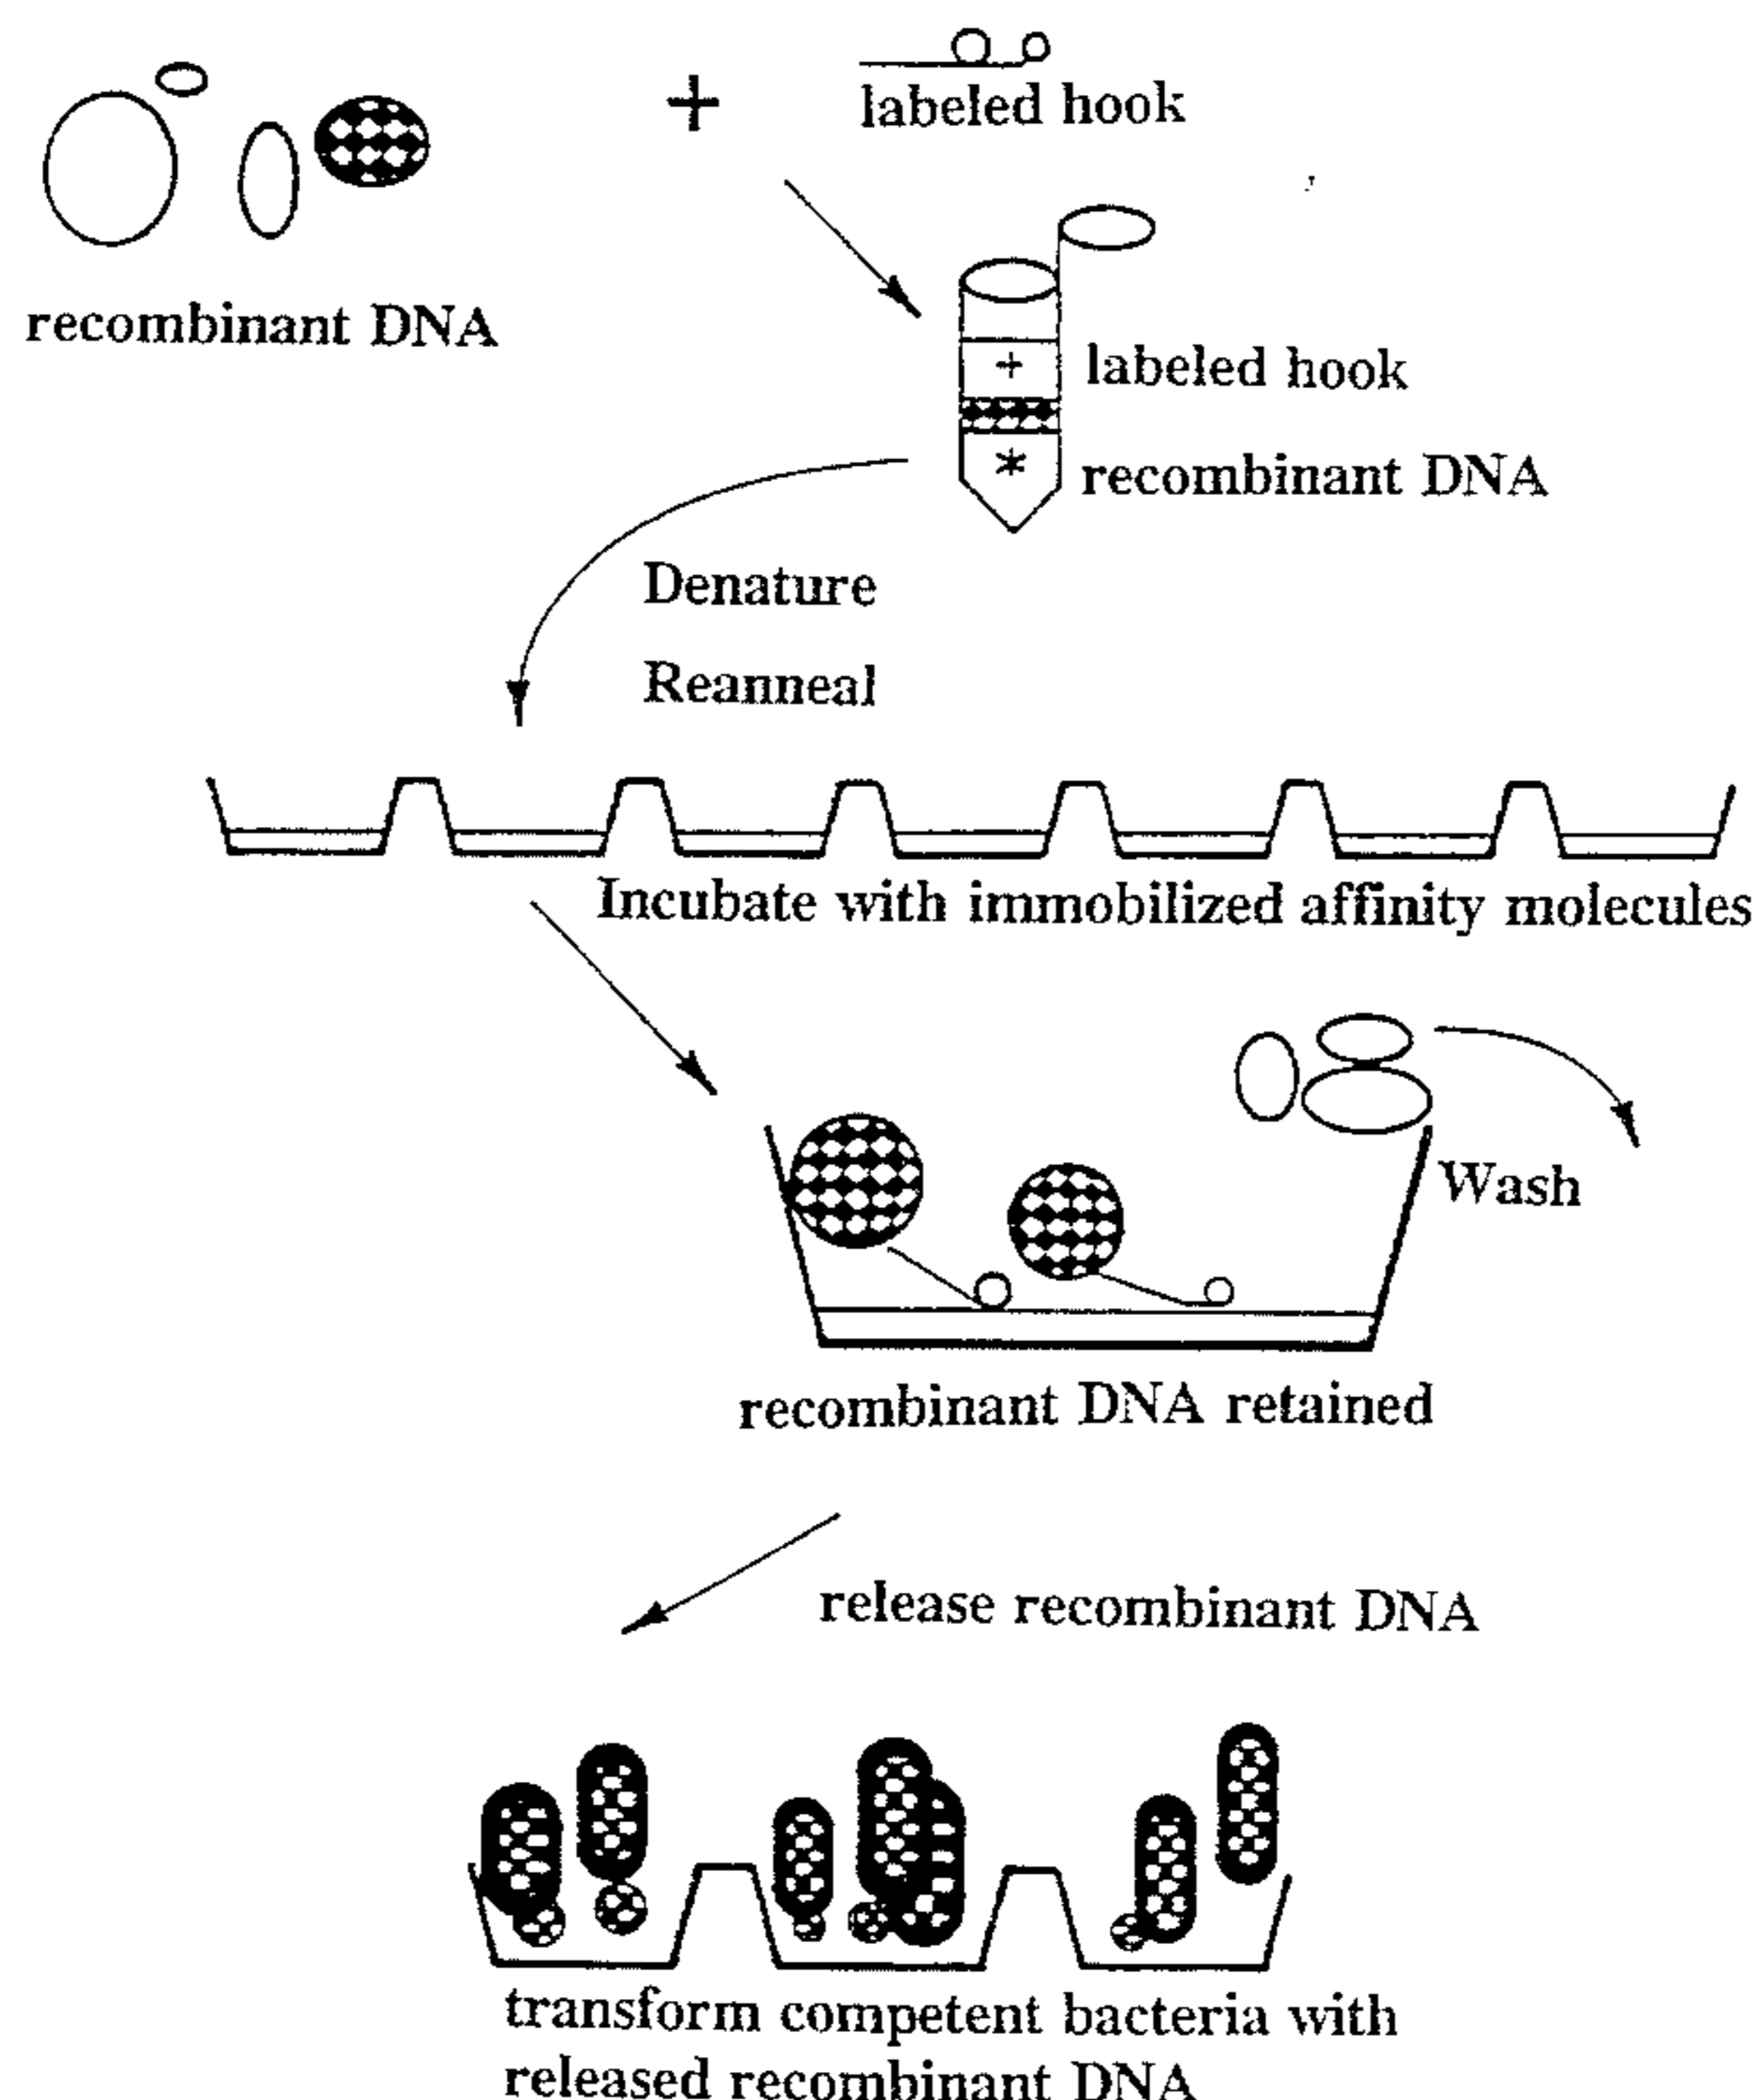 +
labeled hook
recombinant DNA
+
labeled hook
*
recombinant DNA
Denature
Reanneal
Incubate with immobilized affinity molecules
Wash
recombinant DNA retained
release recombinant DNA
transform competent bacteria with
released recombinant DNA